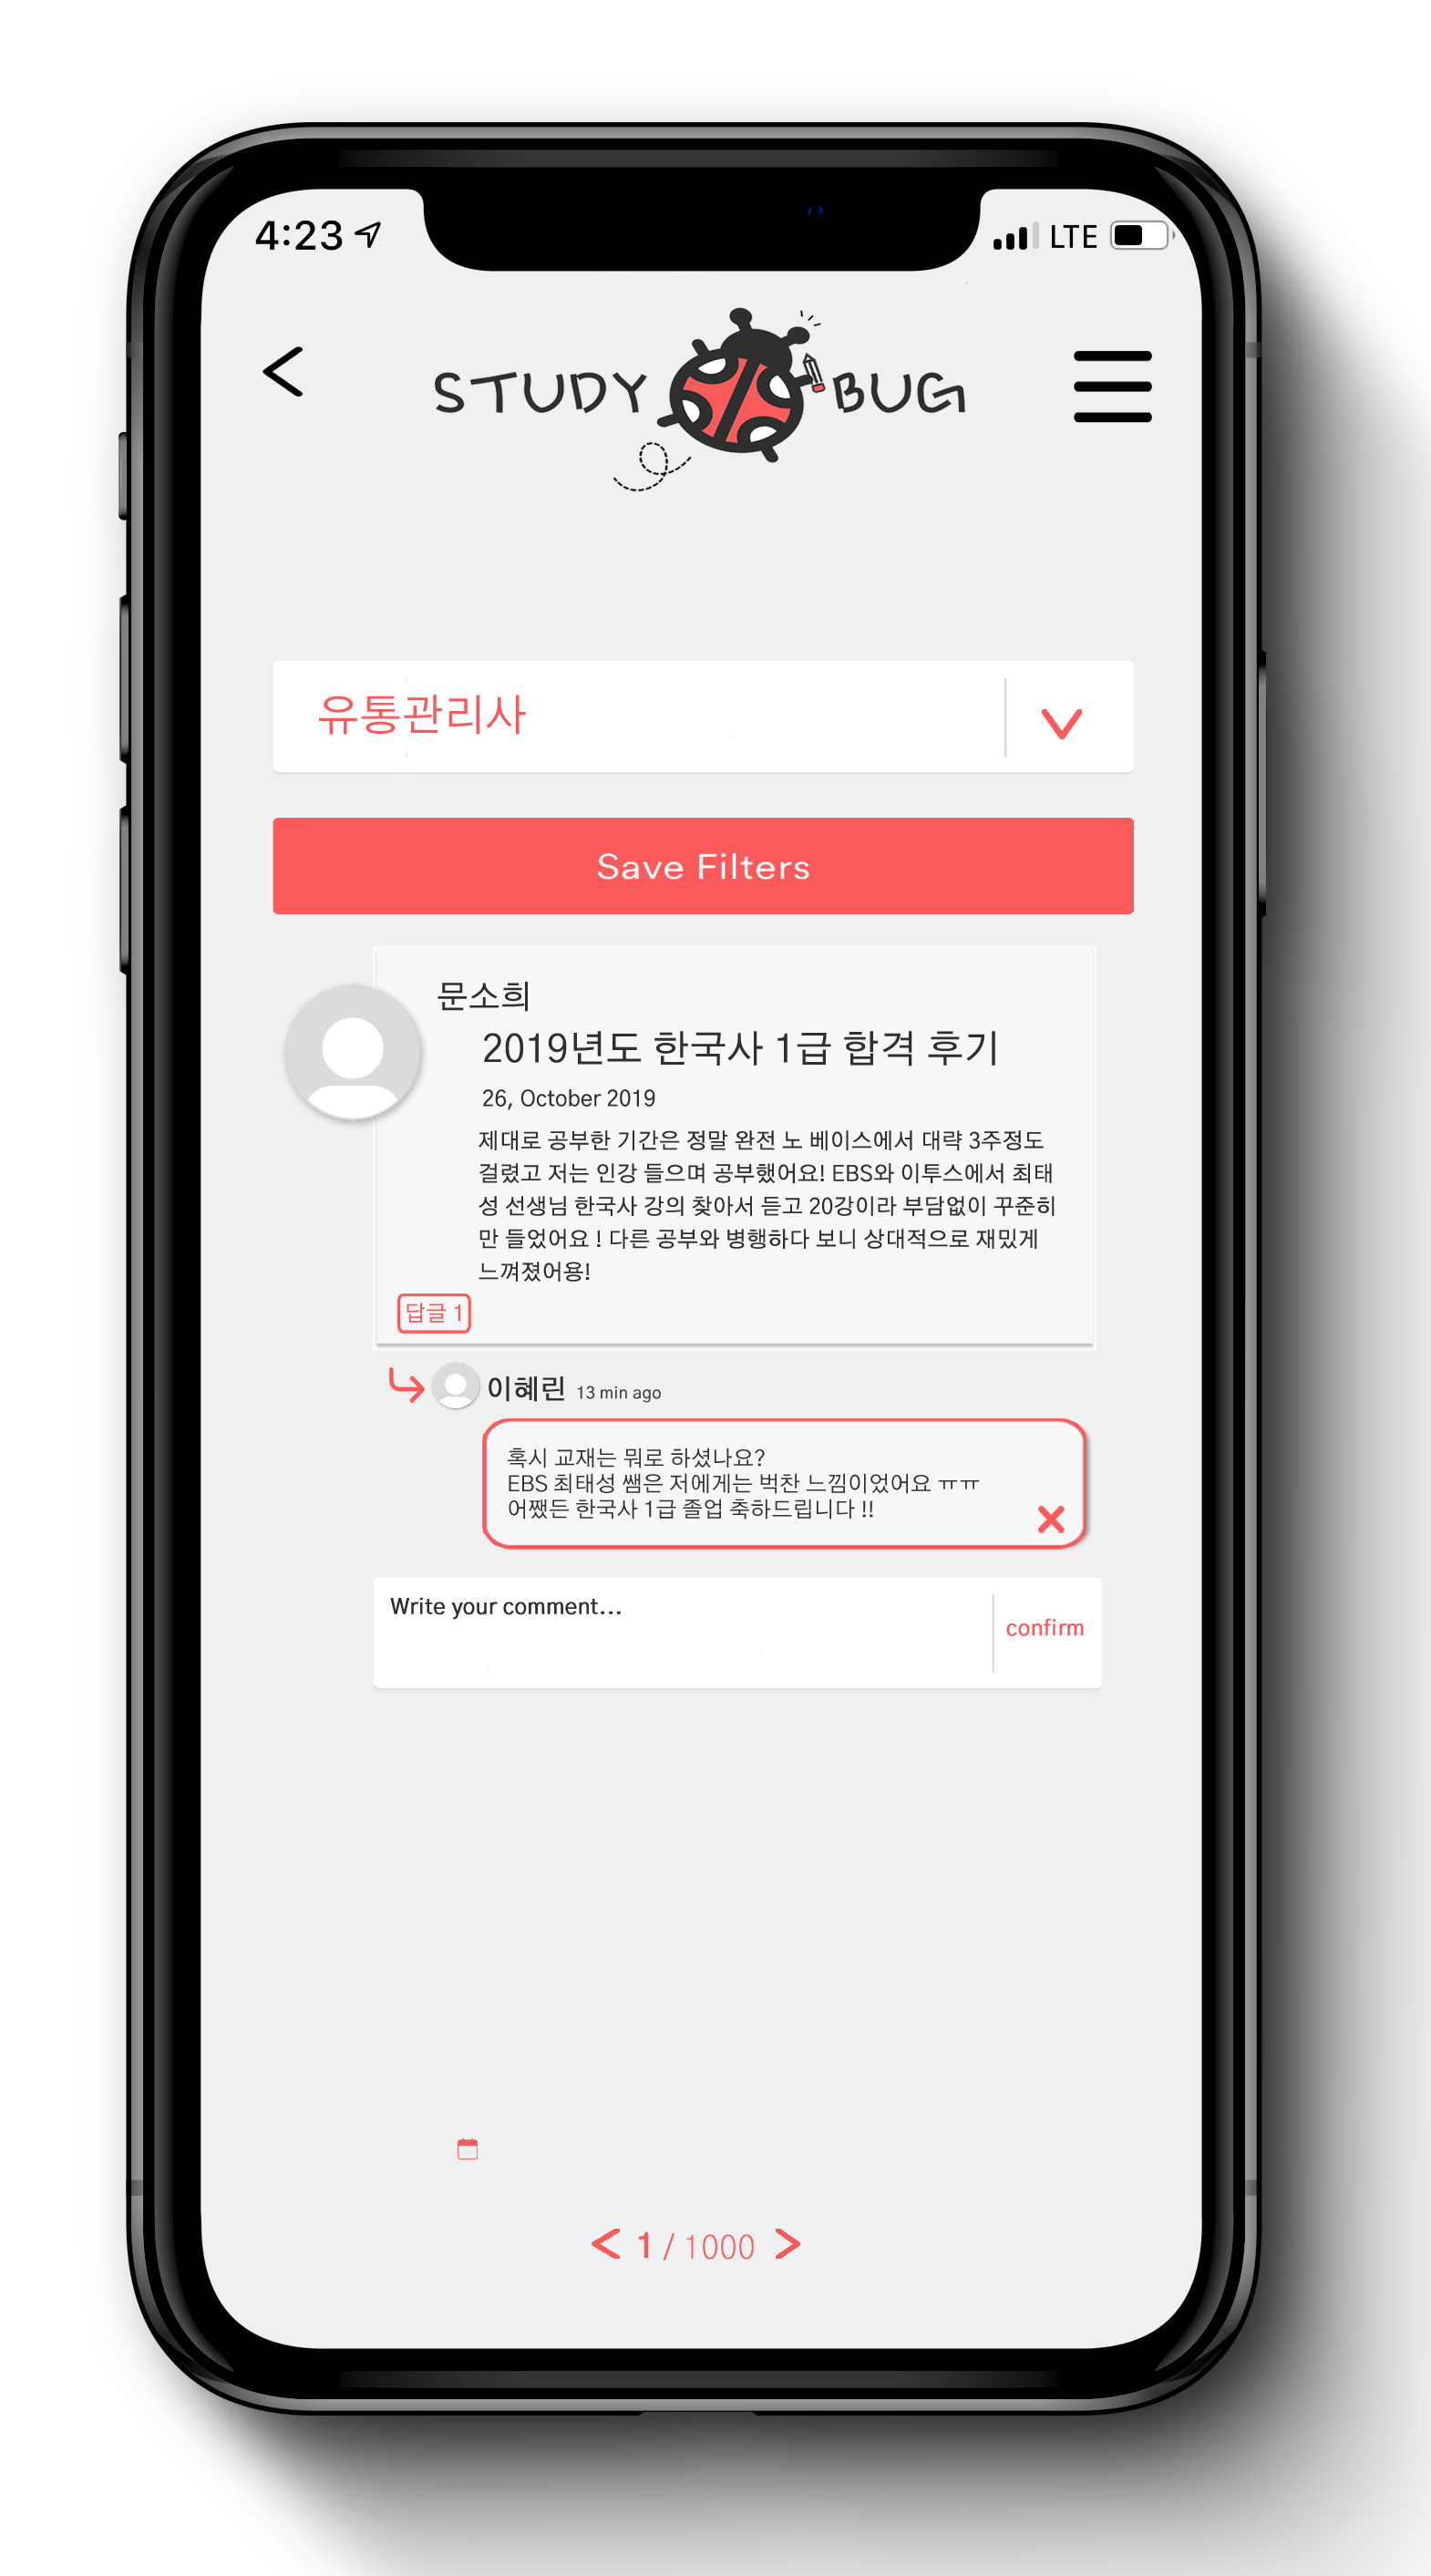 4:23 LTE
STUDY BUG
유통관리사
Save Filters
문소희
2019년도 한국사 1급 합격 후기
26, October 2019
제대로 공부한 기간은 정말 완전 노 베이스에서 대략 3주정도
걸렸고 저는 인강 들으며 공부했어요! EBS와 이투스에서 최태
성 선생님 한국사 강의 찾아서 듣고 20강이라 부담없이 꾸준히
만 들었어요 ! 다른 공부와 병행하다 보니 상대적으로 재밌게
느껴졌어용!
답글 1
이혜린 13 min ago
혹시 교재는 뭐로 하셨나요?
EBS 최태성 쌤은 저에게는 벅찬 느낌이었어요 ㅠㅠ
어쨌든 한국사 1급 졸업 축하드립니다 !!
Write your comment...
confirm
< 1 / 1000 >